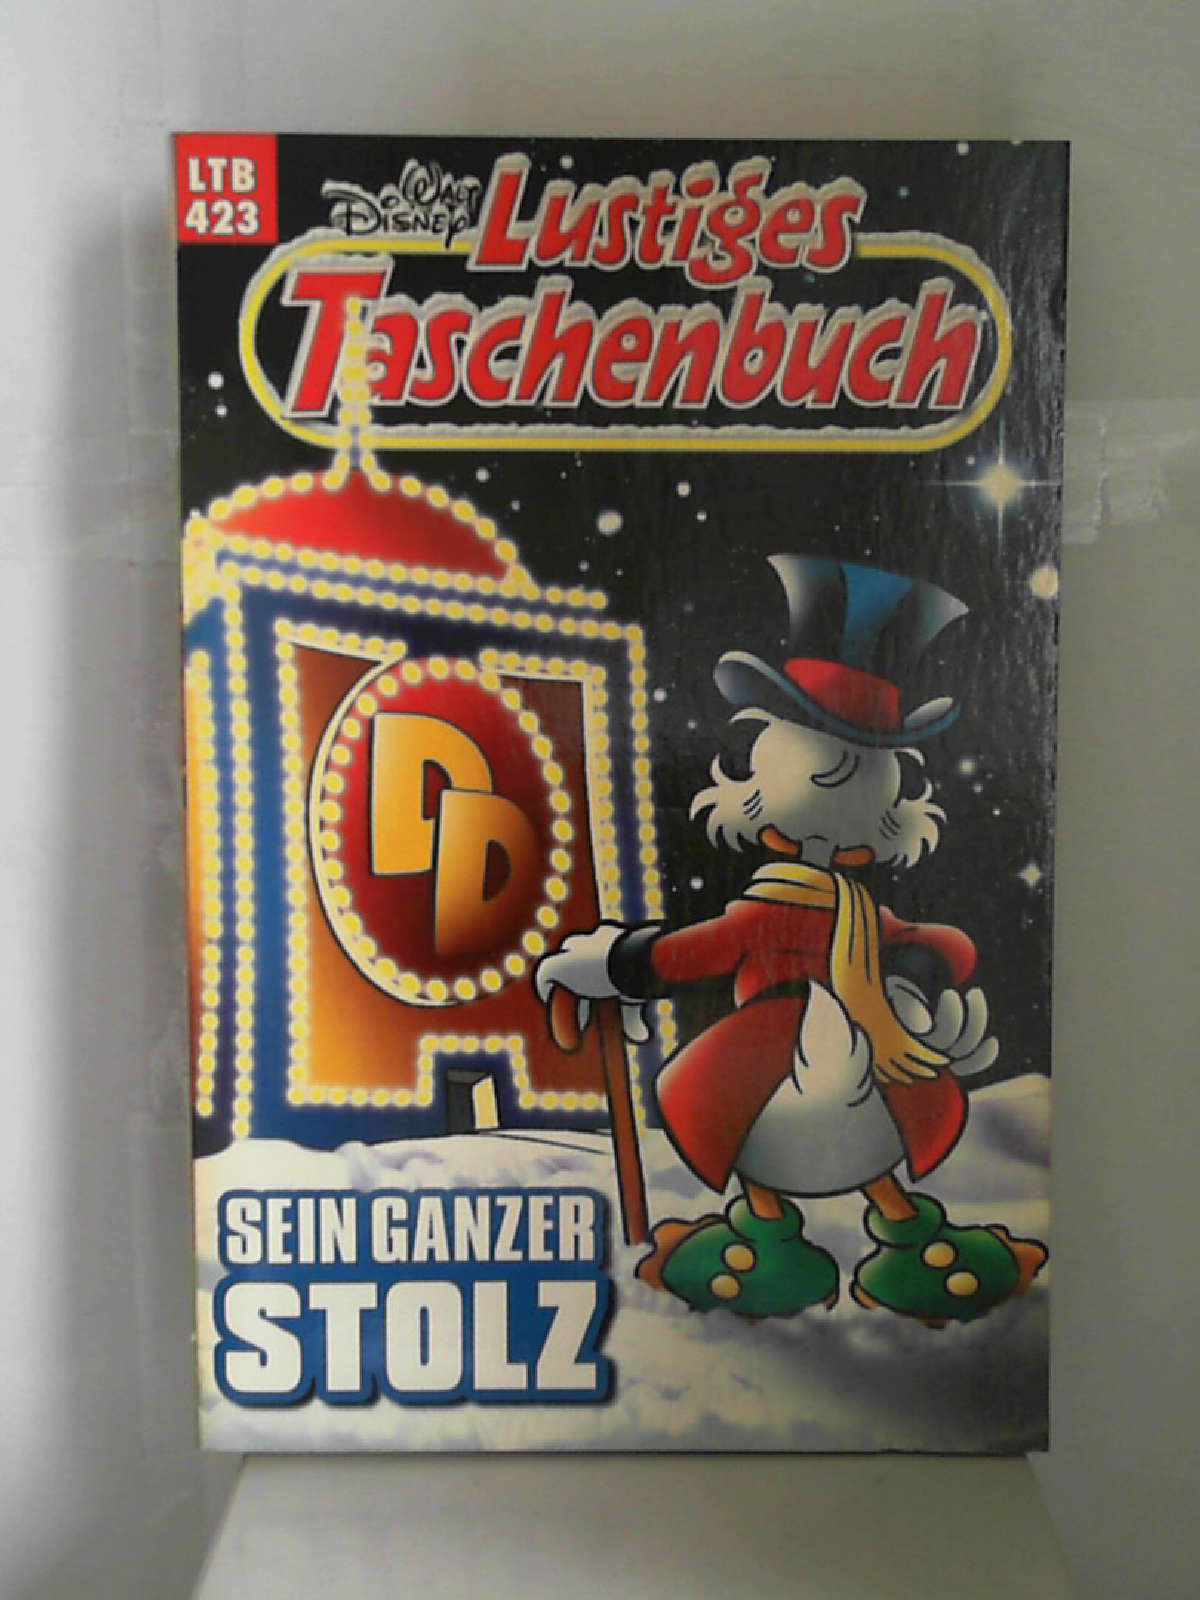 LTB
423
WALT
DISNEY
Lustiges
Taschenbuch
DD
SEIN GANZER
STOLZ